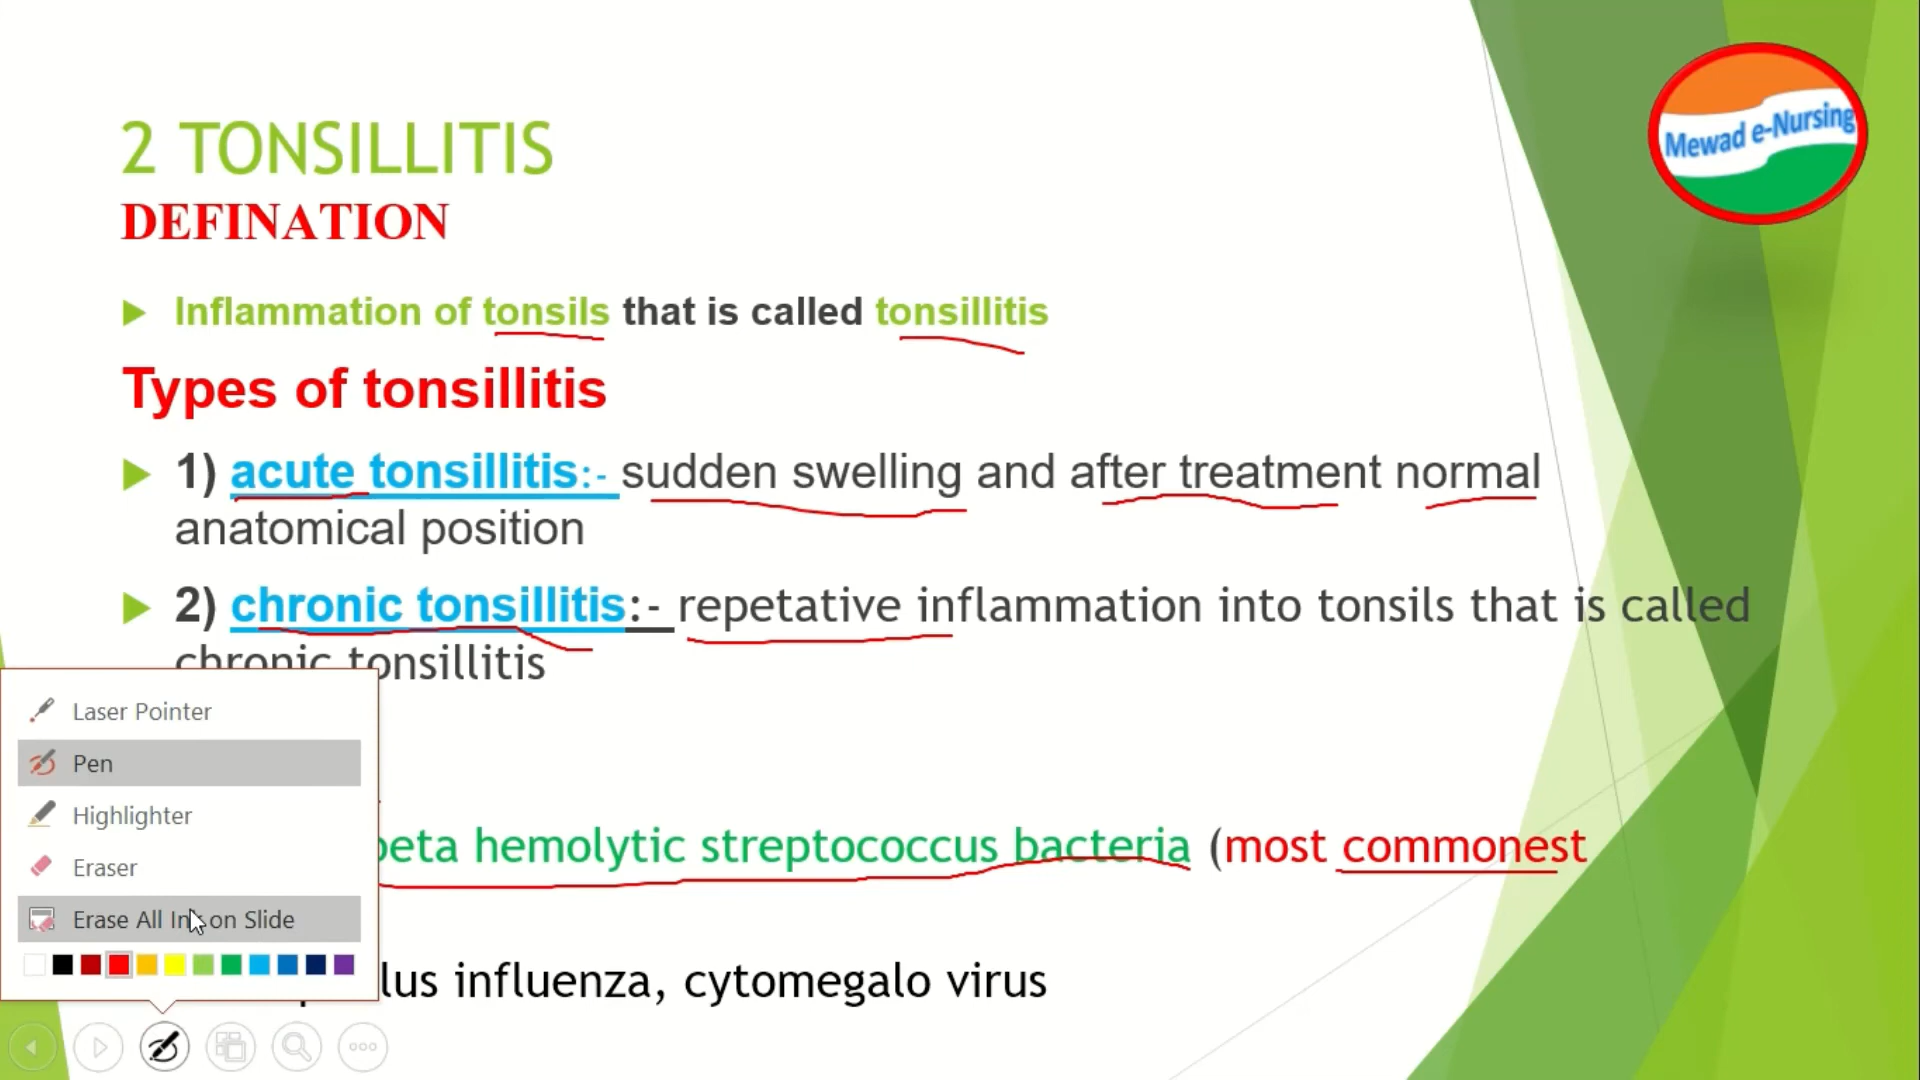 Mewad e-Nursing
2 TONSILLITIS
DEFINATION
Inflammation of tonsils that is called tonsillitis
Types of tonsillitis
1) acute tonsillitis:- sudden swelling and after treatment normal
anatomical position
2) chronic tonsillitis:- repetative inflammation into tonsils that is called
chronic tonsillitis
Laser Pointer
Pen
Highlighter
Eraser
Erase All Ink on Slide
beta hemolytic streptococcus bacteria (most commonest
lus influenza, cytomegalo virus